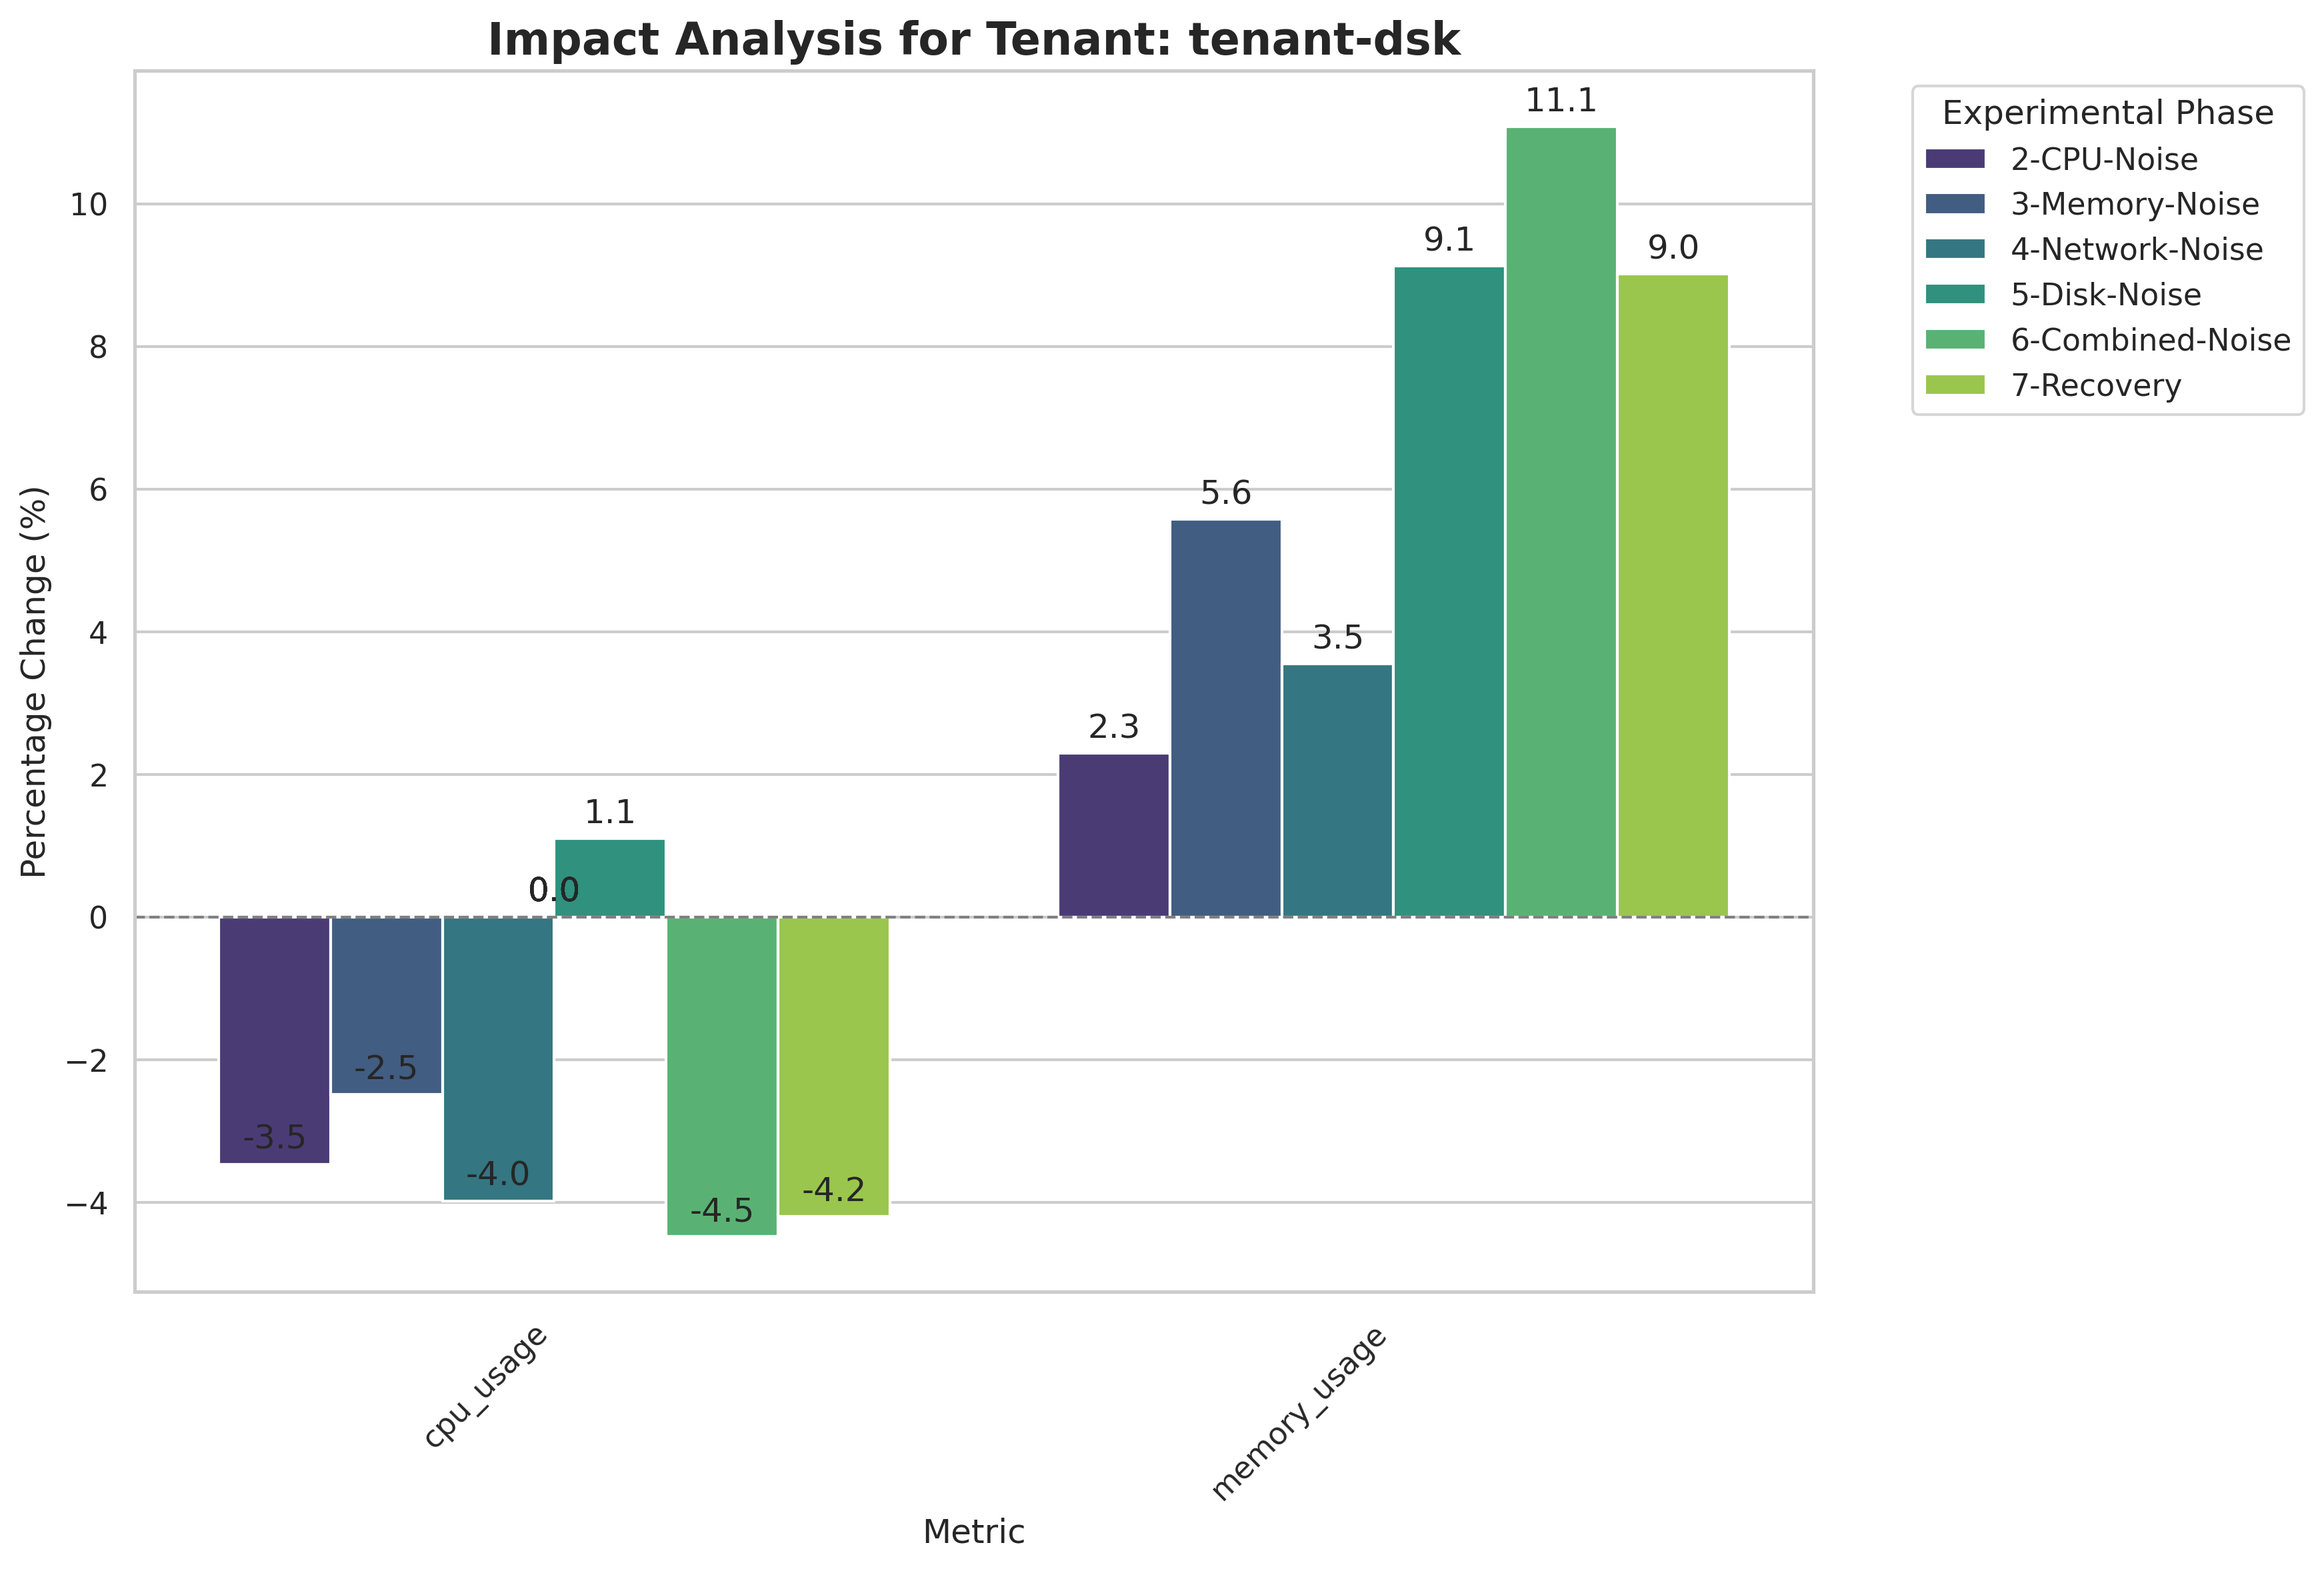 Impact Analysis for Tenant: tenant-dsk
Experimental Phase
2-CPU-Noise
3-Memory-Noise
4-Network-Noise
5-Disk-Noise
6-Combined-Noise
7-Recovery
Percentage Change (%)
10
8
6
4
2
0
−2
−4
-3.5
-2.5
-4.0
0.0
1.1
-4.5
-4.2
2.3
5.6
3.5
9.1
11.1
9.0
cpu_usage
memory_usage
Metric